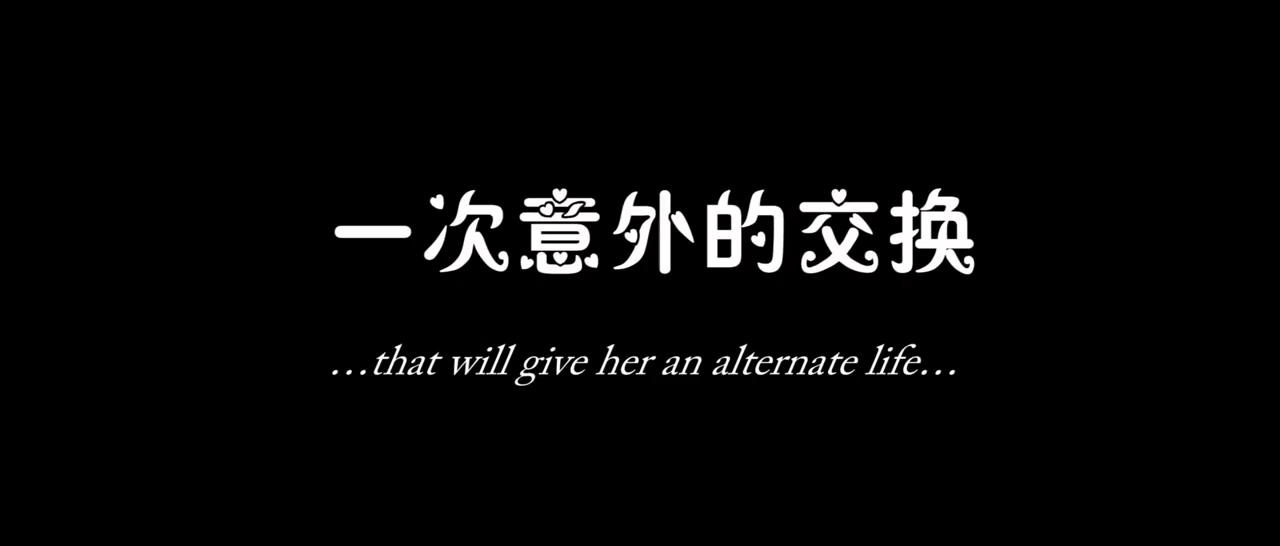 一次意外的交换
…that will give her an alternate life…